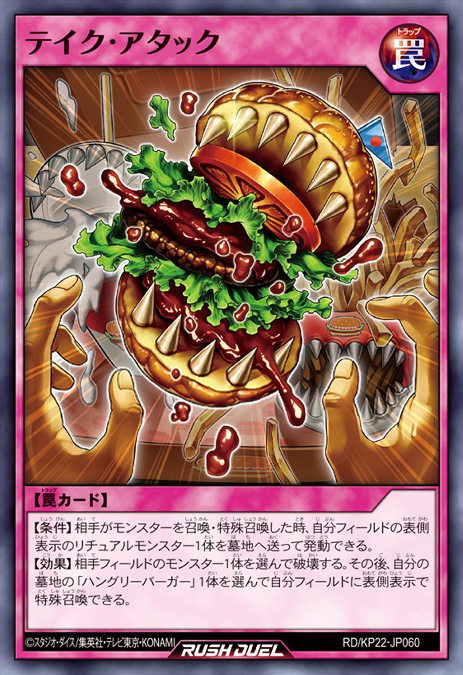 テイク・アタック
トラップ
罠
トラップ
【罠カード】
【条件】相手がモンスターを召喚・特殊召喚した時、自分フィールドの表側
表示のリチュアルモンスター1体を墓地へ送って発動できる。
【効果】相手フィールドのモンスター1体を選んで破壊する。その後、自分の
墓地の「ハングリーバーガー」1体を選んで自分フィールドに表側表示で
特殊召喚できる。
©スタジオ・ダイス/集英社・テレビ東京・KONAMI
RUSH DUEL
RD/KP22-JP060